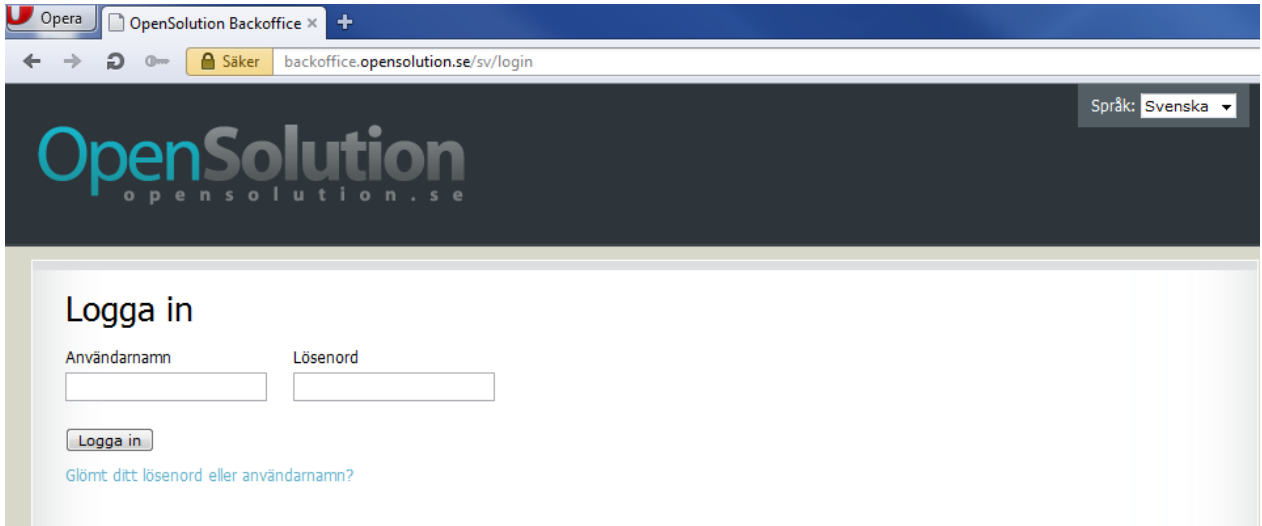 Opera OpenSolution Backoffice
Säker backoffice.opensolution.se/sv/login
Språk: Svenska
OpenSolution
opensolution.se
Logga in
Användarnamn Lösenord
Logga in
Glömt ditt lösenord eller användarnamn?